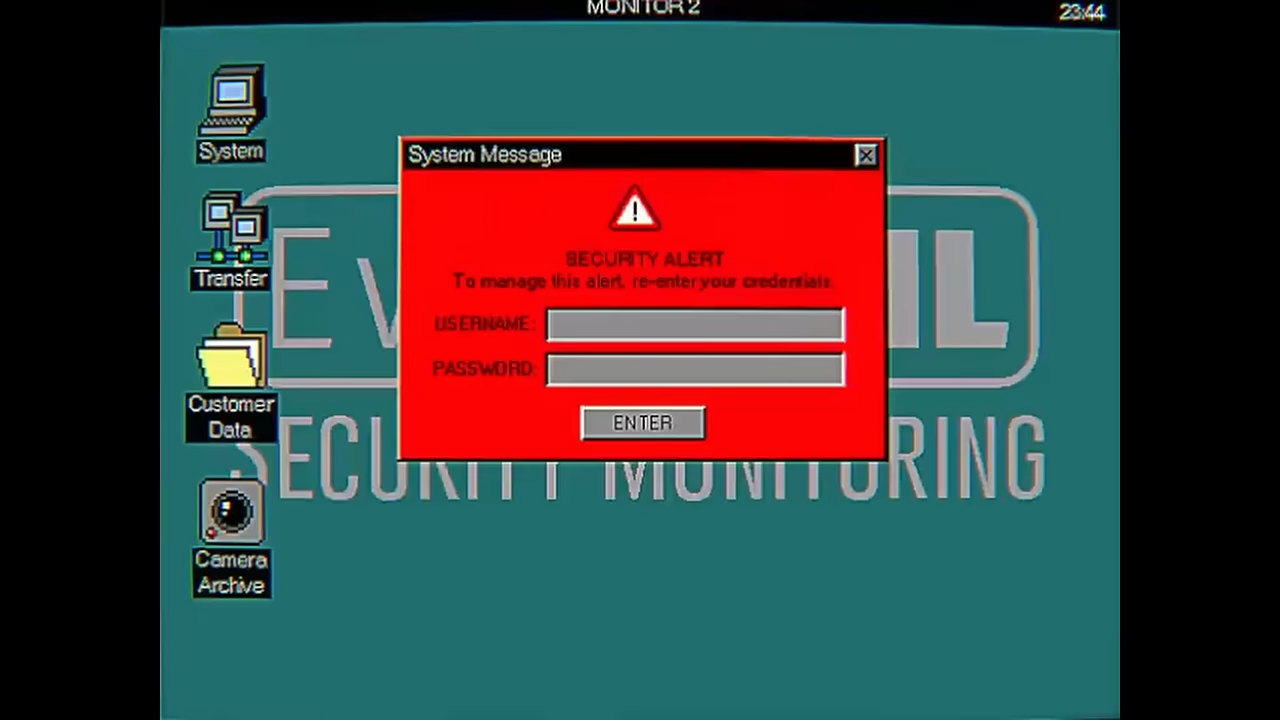 MONITOR 2
23:44
System
System Message
SECURITY ALERT
To manage this alert, re-enter your credentials.
Transfer
USERNAME:
PASSWORD:
Customer
Data
ENTER
SECURITY MONITORING
Camera
Archive